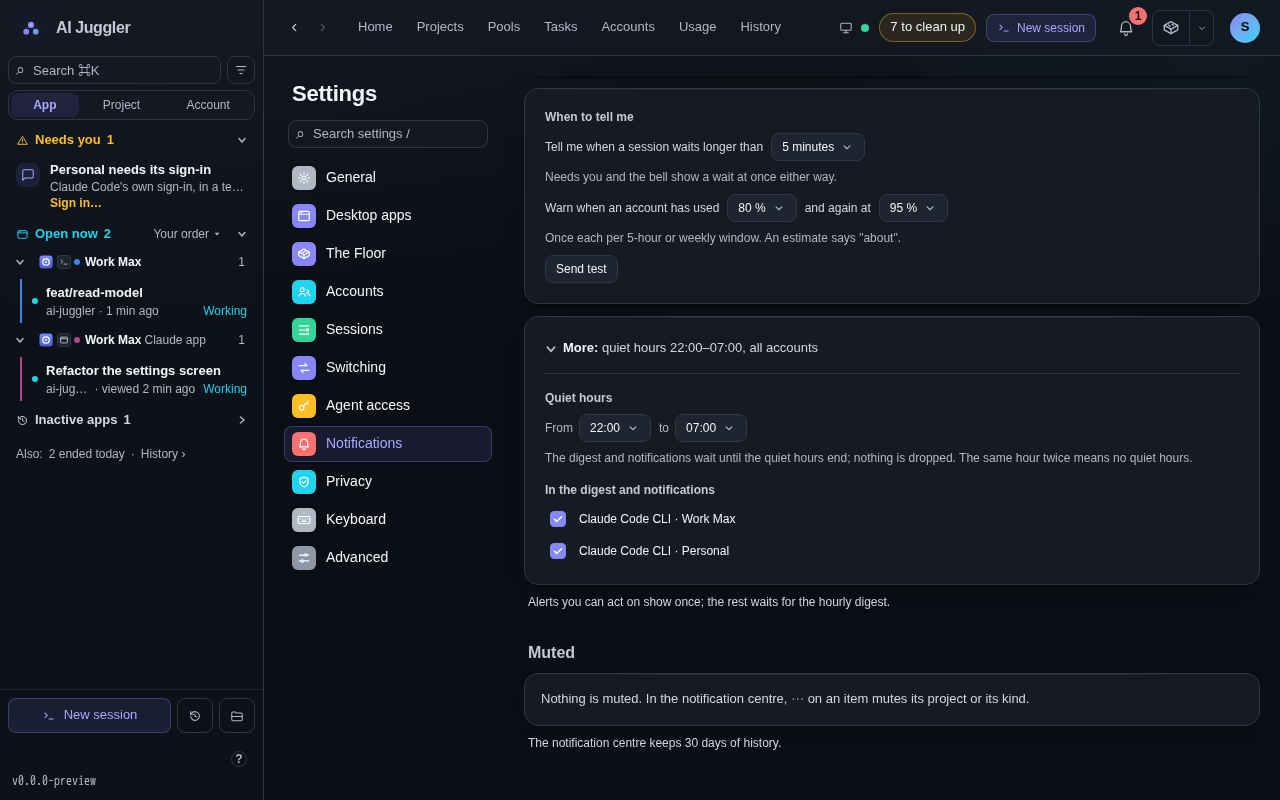 AI Juggler
Search ⌘K
App
Project
Account
Needs you 1
Personal needs its sign-in
Claude Code's own sign-in, in a te…
Sign in…
Open now 2
Your order
Work Max
1
feat/read-model
ai-juggler · 1 min ago
Working
Work Max Claude app
1
Refactor the settings screen
ai-jug… · viewed 2 min ago
Working
Inactive apps 1
Also: 2 ended today · History ›
New session
?
v0.0.0-preview
Home
Projects
Pools
Tasks
Accounts
Usage
History
7 to clean up
New session
1
S
Settings
Search settings /
General
Desktop apps
The Floor
Accounts
Sessions
Switching
Agent access
Notifications
Privacy
Keyboard
Advanced
When to tell me
Tell me when a session waits longer than 5 minutes
Needs you and the bell show a wait at once either way.
Warn when an account has used 80 % and again at 95 %
Once each per 5-hour or weekly window. An estimate says "about".
Send test
More: quiet hours 22:00–07:00, all accounts
Quiet hours
From 22:00 to 07:00
The digest and notifications wait until the quiet hours end; nothing is dropped. The same hour twice means no quiet hours.
In the digest and notifications
Claude Code CLI · Work Max
Claude Code CLI · Personal
Alerts you can act on show once; the rest waits for the hourly digest.
Muted
Nothing is muted. In the notification centre, ⋯ on an item mutes its project or its kind.
The notification centre keeps 30 days of history.